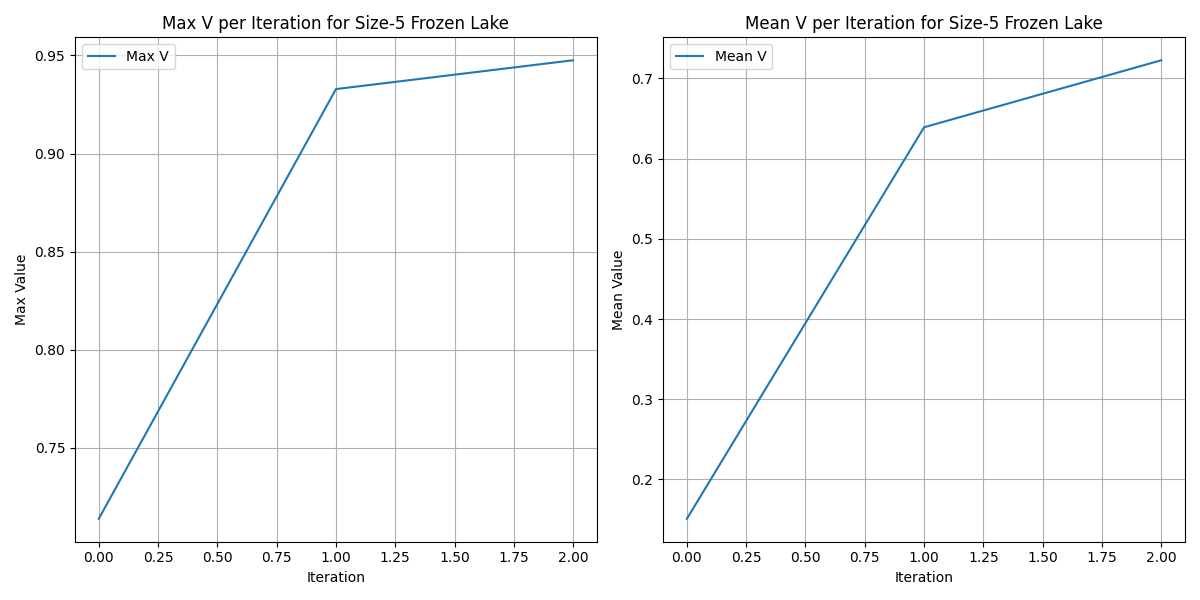 Max V per Iteration for Size-5 Frozen Lake
Max V
0.95
0.90
0.85
0.80
0.75
Max Value
0.00 0.25 0.50 0.75 1.00 1.25 1.50 1.75 2.00
Iteration
Mean V per Iteration for Size-5 Frozen Lake
Mean V
0.7
0.6
0.5
0.4
0.3
0.2
Mean Value
0.00 0.25 0.50 0.75 1.00 1.25 1.50 1.75 2.00
Iteration